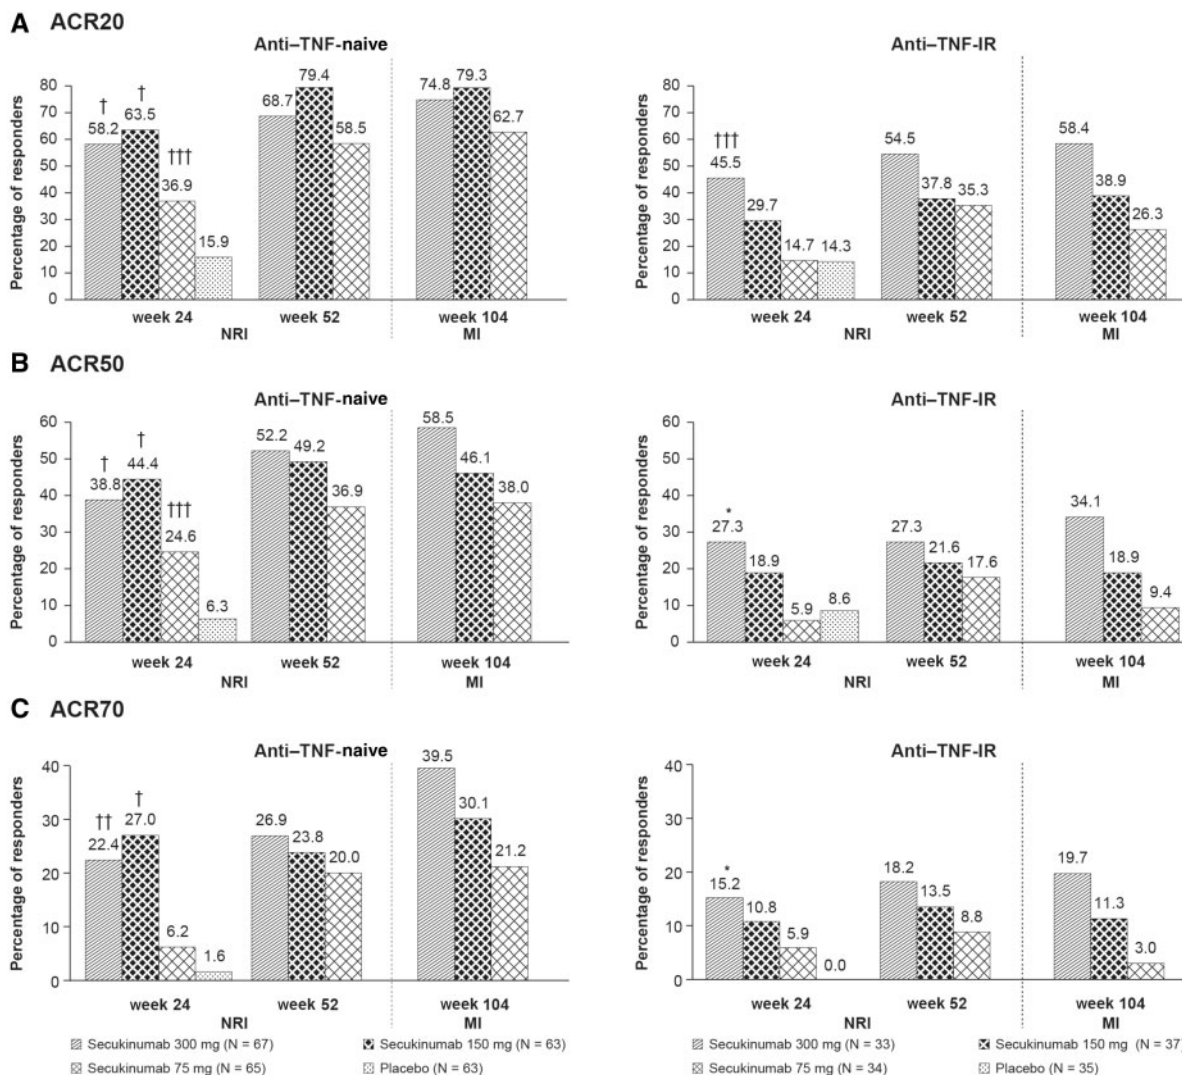 A ACR20
Anti–TNF-naive
Anti–TNF-IR
Percentage of responders
80
70
60
50
40
30
20
10
0
†
58.2
†
63.5
†††
36.9
15.9
68.7
79.4
58.5
74.8
79.3
62.7
week 24
week 52
week 104
NRI
MI
Percentage of responders
80
70
60
50
40
30
20
10
0
†††
45.5
29.7
14.7
14.3
54.5
37.8
35.3
58.4
38.9
26.3
week 24
week 52
week 104
NRI
MI
B ACR50
Anti–TNF-naive
Anti–TNF-IR
Percentage of responders
60
50
40
30
20
10
0
†
38.8
†
44.4
†††
24.6
6.3
52.2
49.2
36.9
58.5
46.1
38.0
week 24
week 52
week 104
NRI
MI
Percentage of responders
60
50
40
30
20
10
0
*
27.3
18.9
5.9
8.6
27.3
21.6
17.6
34.1
18.9
9.4
week 24
week 52
week 104
NRI
MI
C ACR70
Anti–TNF-naive
Anti–TNF-IR
Percentage of responders
40
30
20
10
0
††
22.4
†
27.0
6.2
1.6
26.9
23.8
20.0
39.5
30.1
21.2
week 24
week 52
week 104
NRI
MI
Percentage of responders
40
30
20
10
0
*
15.2
10.8
5.9
0.0
18.2
13.5
8.8
19.7
11.3
3.0
week 24
week 52
week 104
NRI
MI
Secukinumab 300 mg (N = 67)
Secukinumab 150 mg (N = 63)
Secukinumab 75 mg (N = 65)
Placebo (N = 63)
Secukinumab 300 mg (N = 33)
Secukinumab 150 mg (N = 37)
Secukinumab 75 mg (N = 34)
Placebo (N = 35)